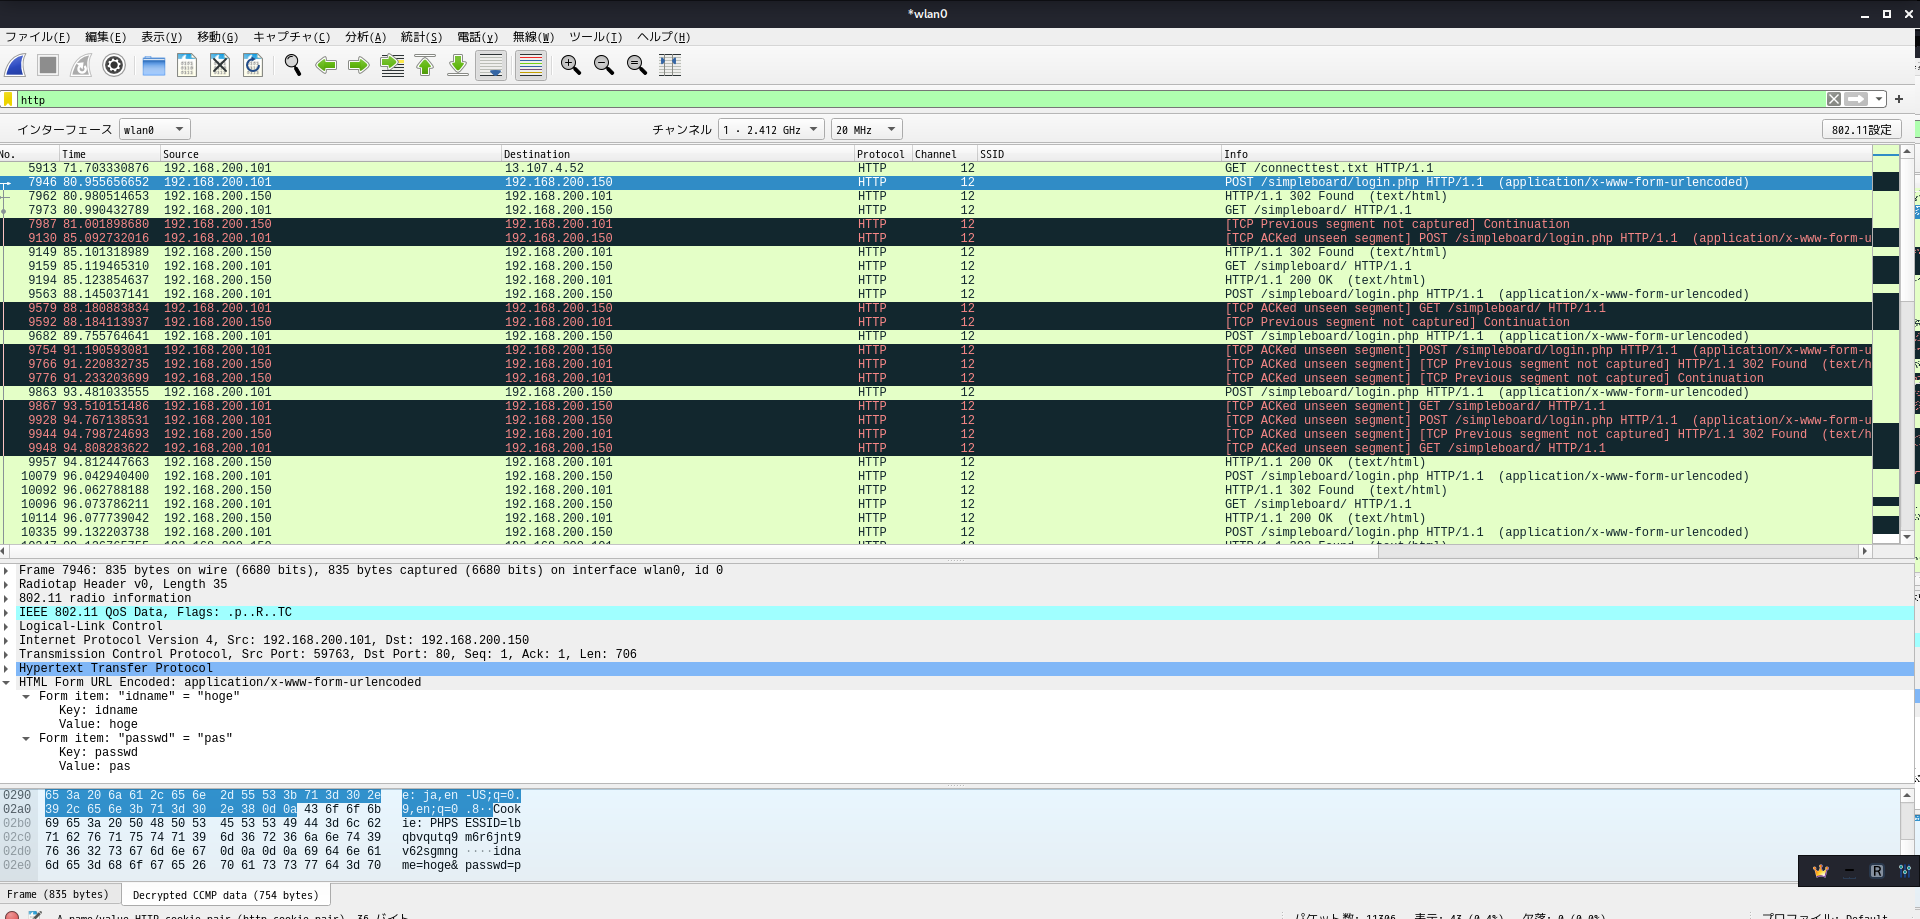 *wlan0
ファイル(F) 編集(E) 表示(V) 移動(G) キャプチャ(C) 分析(A) 統計(S) 電話(y) 無線(W) ツール(T) ヘルプ(H)
http
インターフェース wlan0 チャンネル 1 · 2.412 GHz 20 MHz 802.11設定
No. Time Source Destination Protocol Channel SSID Info
5913 71.703330876 192.168.200.101 13.107.4.52 HTTP 12 GET /connecttest.txt HTTP/1.1
7946 80.955656652 192.168.200.101 192.168.200.150 HTTP 12 POST /simpleboard/login.php HTTP/1.1 (application/x-www-form-urlencoded)
7962 80.980514653 192.168.200.150 192.168.200.101 HTTP 12 HTTP/1.1 302 Found (text/html)
7973 80.990432789 192.168.200.101 192.168.200.150 HTTP 12 GET /simpleboard/ HTTP/1.1
7987 81.001898680 192.168.200.150 192.168.200.101 HTTP 12 [TCP Previous segment not captured] Continuation
9130 85.092732016 192.168.200.101 192.168.200.150 HTTP 12 [TCP ACKed unseen segment] POST /simpleboard/login.php HTTP/1.1 (application/x-www-form-u
9149 85.101318989 192.168.200.150 192.168.200.101 HTTP 12 HTTP/1.1 302 Found (text/html)
9159 85.119465310 192.168.200.101 192.168.200.150 HTTP 12 GET /simpleboard/ HTTP/1.1
9194 85.123854637 192.168.200.150 192.168.200.101 HTTP 12 HTTP/1.1 200 OK (text/html)
9563 88.145037141 192.168.200.101 192.168.200.150 HTTP 12 POST /simpleboard/login.php HTTP/1.1 (application/x-www-form-urlencoded)
9579 88.180883834 192.168.200.101 192.168.200.150 HTTP 12 [TCP ACKed unseen segment] GET /simpleboard/ HTTP/1.1
9592 88.184113937 192.168.200.150 192.168.200.101 HTTP 12 [TCP Previous segment not captured] Continuation
9682 89.755764641 192.168.200.101 192.168.200.150 HTTP 12 POST /simpleboard/login.php HTTP/1.1 (application/x-www-form-urlencoded)
9754 91.190593081 192.168.200.101 192.168.200.150 HTTP 12 [TCP ACKed unseen segment] POST /simpleboard/login.php HTTP/1.1 (application/x-www-form-u
9766 91.220832735 192.168.200.150 192.168.200.101 HTTP 12 [TCP ACKed unseen segment] [TCP Previous segment not captured] HTTP/1.1 302 Found (text/h
9776 91.233203699 192.168.200.150 192.168.200.101 HTTP 12 [TCP ACKed unseen segment] [TCP Previous segment not captured] Continuation
9863 93.481033555 192.168.200.101 192.168.200.150 HTTP 12 POST /simpleboard/login.php HTTP/1.1 (application/x-www-form-urlencoded)
9867 93.510151486 192.168.200.101 192.168.200.150 HTTP 12 [TCP ACKed unseen segment] GET /simpleboard/ HTTP/1.1
9928 94.767138531 192.168.200.101 192.168.200.150 HTTP 12 [TCP ACKed unseen segment] POST /simpleboard/login.php HTTP/1.1 (application/x-www-form-u
9944 94.798724693 192.168.200.150 192.168.200.101 HTTP 12 [TCP ACKed unseen segment] [TCP Previous segment not captured] HTTP/1.1 302 Found (text/h
9948 94.808283622 192.168.200.101 192.168.200.150 HTTP 12 [TCP ACKed unseen segment] GET /simpleboard/ HTTP/1.1
9957 94.812447663 192.168.200.150 192.168.200.101 HTTP 12 HTTP/1.1 200 OK (text/html)
10079 96.042940400 192.168.200.101 192.168.200.150 HTTP 12 POST /simpleboard/login.php HTTP/1.1 (application/x-www-form-urlencoded)
10092 96.062788188 192.168.200.150 192.168.200.101 HTTP 12 HTTP/1.1 302 Found (text/html)
10096 96.073786211 192.168.200.101 192.168.200.150 HTTP 12 GET /simpleboard/ HTTP/1.1
10114 96.077739042 192.168.200.150 192.168.200.101 HTTP 12 HTTP/1.1 200 OK (text/html)
10335 99.132203738 192.168.200.101 192.168.200.150 HTTP 12 POST /simpleboard/login.php HTTP/1.1 (application/x-www-form-urlencoded)
Frame 7946: 835 bytes on wire (6680 bits), 835 bytes captured (6680 bits) on interface wlan0, id 0
Radiotap Header v0, Length 35
802.11 radio information
IEEE 802.11 QoS Data, Flags: .p..R..TC
Logical-Link Control
Internet Protocol Version 4, Src: 192.168.200.101, Dst: 192.168.200.150
Transmission Control Protocol, Src Port: 59763, Dst Port: 80, Seq: 1, Ack: 1, Len: 706
Hypertext Transfer Protocol
HTML Form URL Encoded: application/x-www-form-urlencoded
Form item: "idname" = "hoge"
Key: idname
Value: hoge
Form item: "passwd" = "pas"
Key: passwd
Value: pas
0290 65 3a 20 6a 61 2c 65 6e 2d 55 53 3b 71 3d 30 2e e: ja,en -US;q=0.
02a0 39 2c 65 6e 3b 71 3d 30 2e 38 0d 0a 43 6f 6f 6b 9,en;q=0 .8··Cook
02b0 69 65 3a 20 50 48 50 53 45 53 53 49 44 3d 6c 62 ie: PHPS ESSID=lb
02c0 71 62 76 71 75 74 71 39 6d 36 72 36 6a 6e 74 39 qbvqutq9 m6r6jnt9
02d0 76 36 32 73 67 6d 6e 67 0d 0a 0d 0a 69 64 6e 61 v62sgmng ····idna
02e0 6d 65 3d 68 6f 67 65 26 70 61 73 73 77 64 3d 70 me=hoge& passwd=p
Frame (835 bytes) Decrypted CCMP data (754 bytes)
A name/value HTTP cookie pair (http.cookie_pair), 36 バイト パケット数: 11306 · 表示: 43 (0.4%) · 欠落: 0 (0.0%) プロファイル: Default